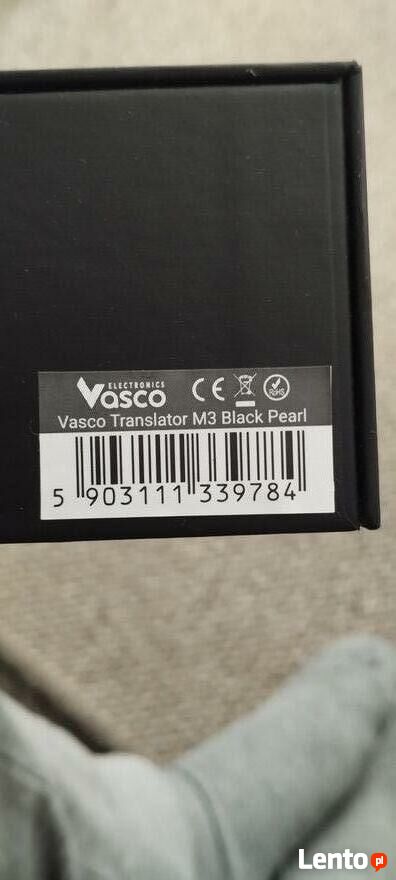 Vasco ELECTRONICS CE RoHS
Vasco Translator M3 Black Pearl
5 903111 339784
Lento.pl